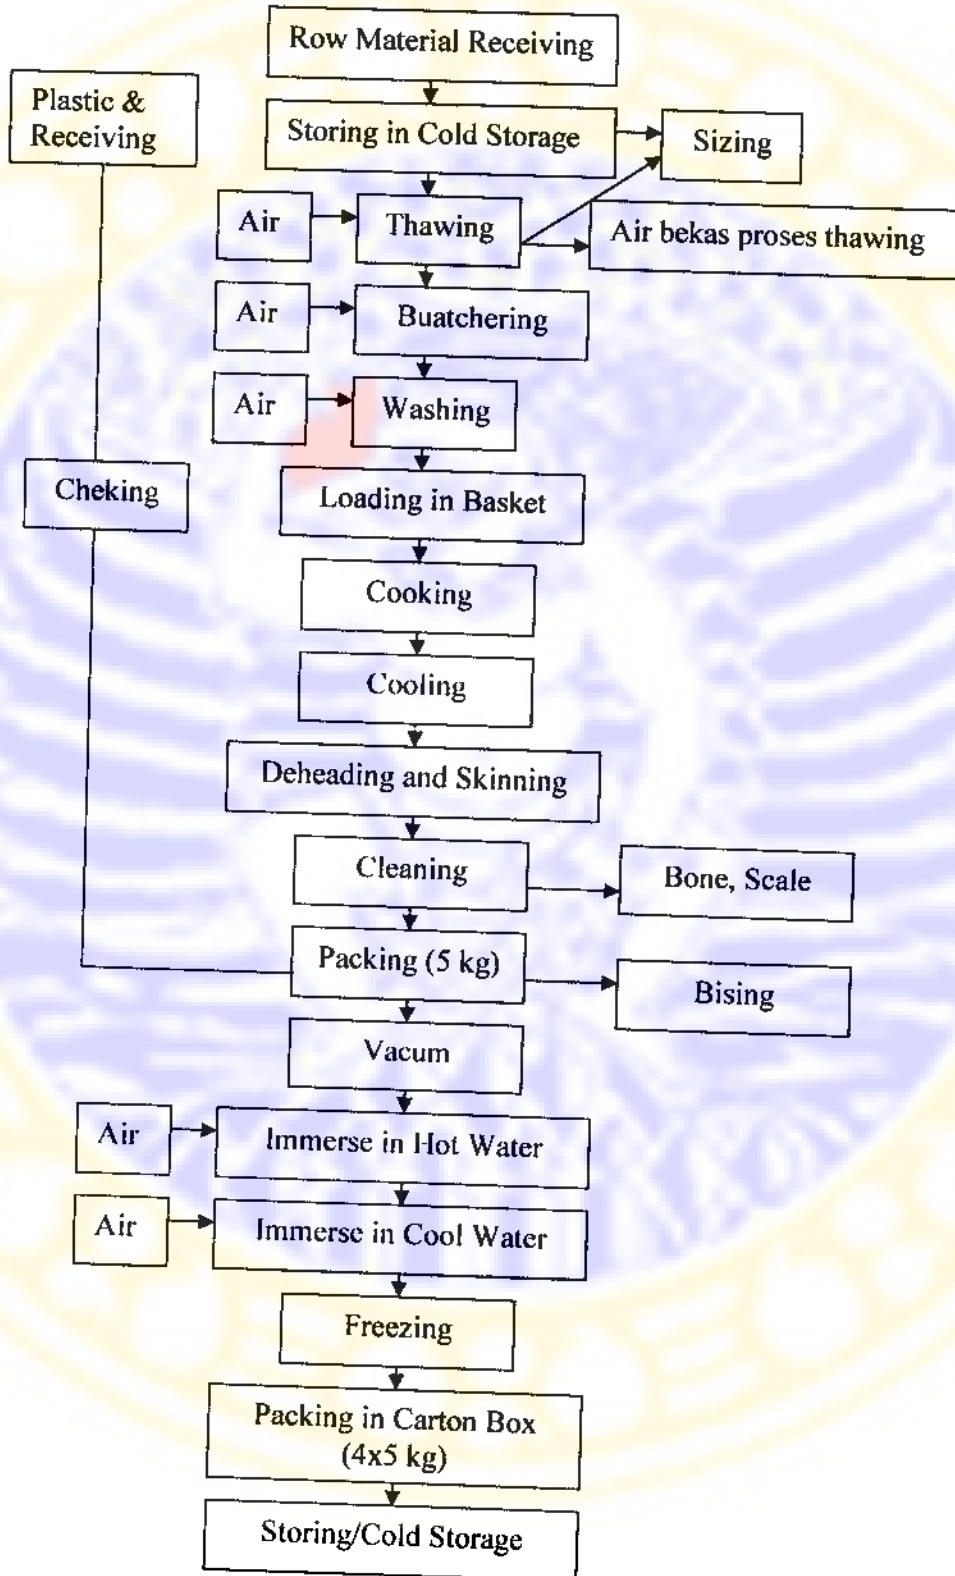 Row Material Receiving
Plastic &
Receiving
Storing in Cold Storage
Sizing
Air
Thawing
Air bekas proses thawing
Air
Buatchering
Air
Washing
Cheking
Loading in Basket
Cooking
Cooling
Deheading and Skinning
Cleaning
Bone, Scale
Packing (5 kg)
Bising
Vacum
Air
Immerse in Hot Water
Air
Immerse in Cool Water
Freezing
Packing in Carton Box
(4x5 kg)
Storing/Cold Storage